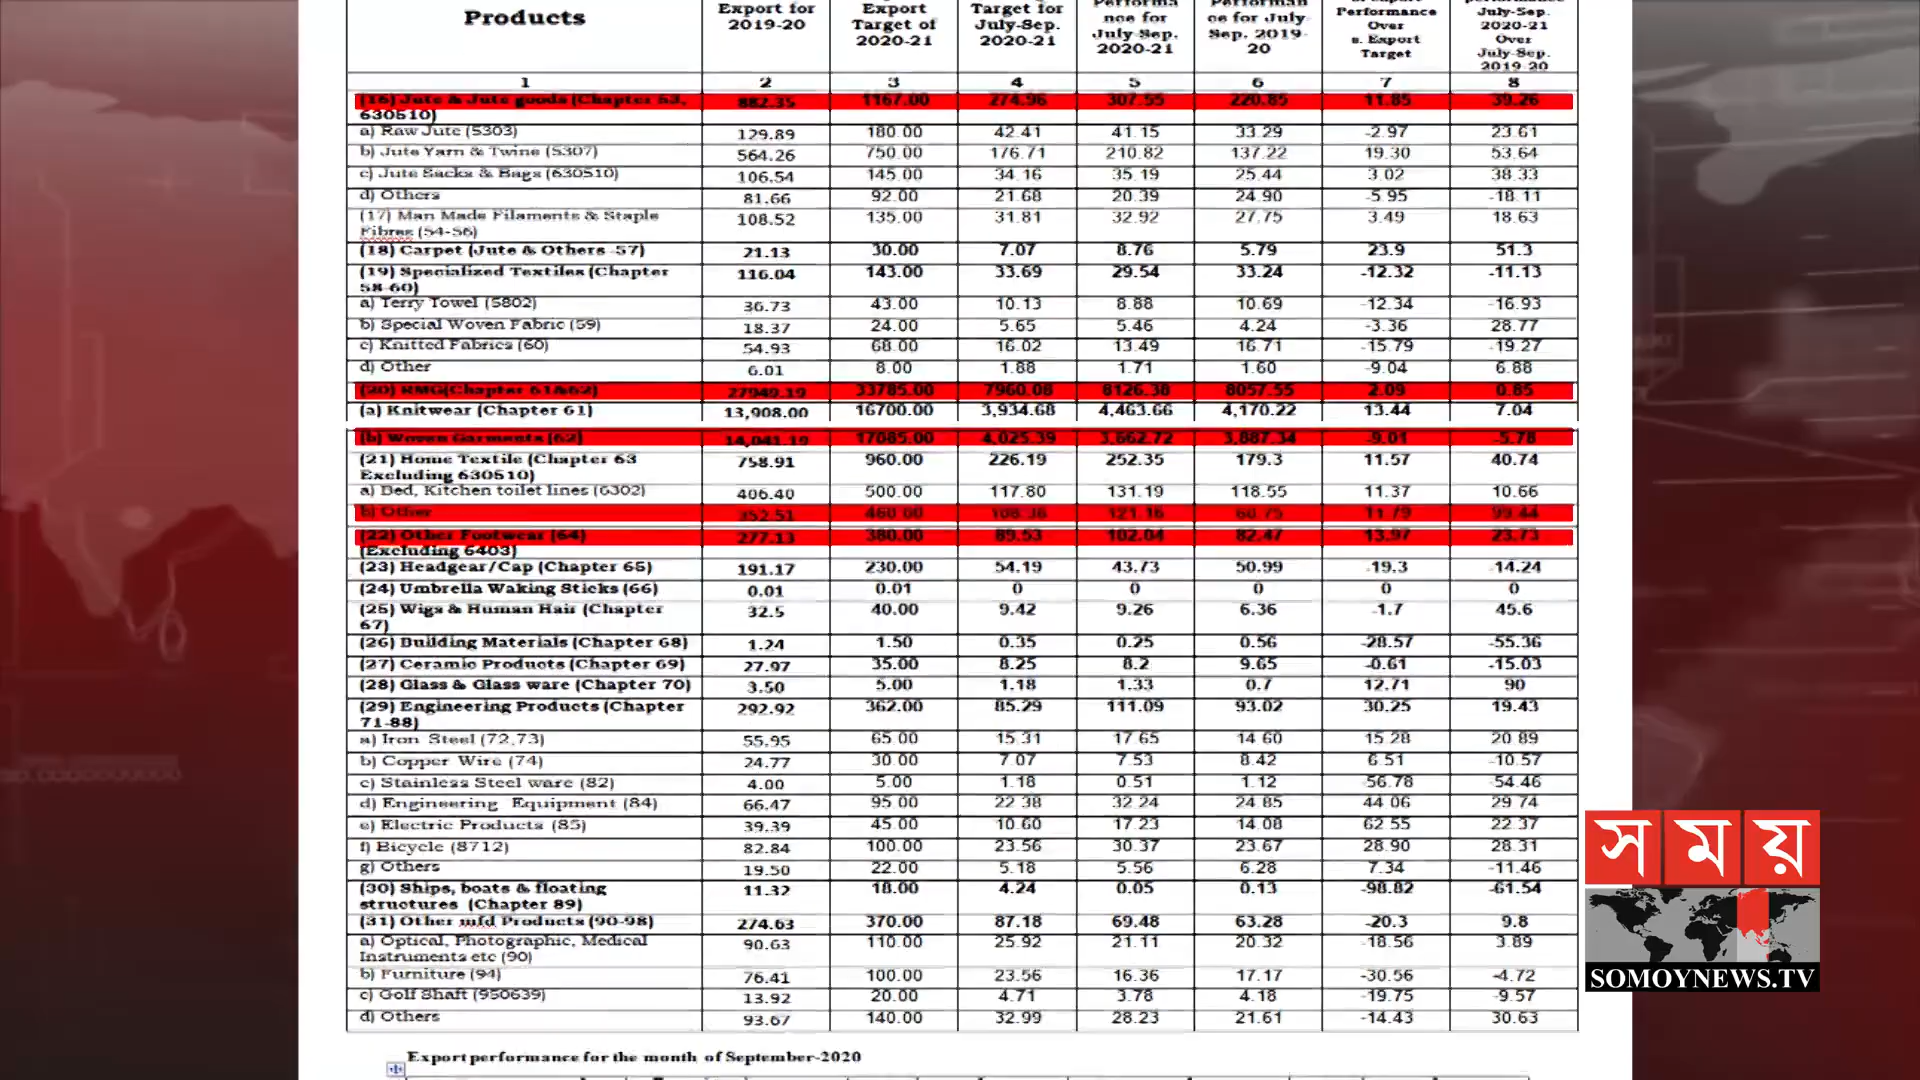 Products Export for 2019-20 Export Target of 2020-21 Target for July-Sep. 2020-21 Performa nce for July-Sep. 2020-21 Performan ce for July- Sep. 2019- 20 Performance Over s. Export Target July-Sep. 2020-21 Over July-Sep. 2019-20
1 2 3 4 5 6 7 8
(16) Jute & Jute goods (Chapter 53, 882.35 1167.00 274.96 307.55 220.85 11.85 39.26
630510)
a) Raw Jute (5303) 129.89 180.00 42.41 41.15 33.29 -2.97 23.61
b) Jute Yarn & Twine (5307) 564.26 750.00 176.71 210.82 137.22 19.30 53.64
c) Jute Sacks & Bags (630510) 106.54 145.00 34.16 35.19 25.44 3.02 38.33
d) Others 81.66 92.00 21.68 20.39 24.90 -5.95 -18.11
(17) Man Made Filaments & Staple 108.52 135.00 31.81 32.92 27.75 3.49 18.63
Fibres (54-56)
(18) Carpet (Jute & Others -57) 21.13 30.00 7.07 8.76 5.79 23.9 51.3
(19) Specialized Textiles (Chapter 116.04 143.00 33.69 29.54 33.24 -12.32 -11.13
58-60)
a) Terry Towel (5802) 36.73 43.00 10.13 8.88 10.69 -12.34 -16.93
b) Special Woven Fabric (59) 18.37 24.00 5.65 5.46 4.24 -3.36 28.77
c) Knitted Fabrics (60) 54.93 68.00 16.02 13.49 16.71 -15.79 -19.27
d) Other 6.01 8.00 1.88 1.71 1.60 -9.04 6.88
(20) RMG(Chapter 61&62) 27949.19 33785.00 7960.08 8126.38 8057.55 2.09 0.85
(a) Knitwear (Chapter 61) 13,908.00 16700.00 3,934.68 4,463.66 4,170.22 13.44 7.04
(b) Woven Garments (62) 14,041.19 17085.00 4,025.39 3,662.72 3,887.34 -9.01 -5.78
(21) Home Textile (Chapter 63 758.91 960.00 226.19 252.35 179.3 11.57 40.74
Excluding 630510)
a) Bed, Kitchen toilet lines (6302) 406.40 500.00 117.80 131.19 118.55 11.37 10.66
b) Other 352.51 460.00 108.38 121.16 60.75 11.79 99.44
(22) Other Footwear (64) 277.13 380.00 89.53 102.04 82.47 13.97 23.73
(Excluding 6403)
(23) Headgear/Cap (Chapter 65) 191.17 230.00 54.19 43.73 50.99 -19.3 -14.24
(24) Umbrella Waking Sticks (66) 0.01 0.01 0 0 0 0 0
(25) Wigs & Human Hair (Chapter 32.5 40.00 9.42 9.26 6.36 -1.7 45.6
67)
(26) Building Materials (Chapter 68) 1.24 1.50 0.35 0.25 0.56 -28.57 -55.36
(27) Ceramic Products (Chapter 69) 27.97 35.00 8.25 8.2 9.65 -0.61 -15.03
(28) Glass & Glass ware (Chapter 70) 3.50 5.00 1.18 1.33 0.7 12.71 90
(29) Engineering Products (Chapter 292.92 362.00 85.29 111.09 93.02 30.25 19.43
71-88)
a) Iron Steel (72,73) 55.95 65.00 15.31 17.65 14.60 15.28 20.89
b) Copper Wire (74) 24.77 30.00 7.07 7.53 8.42 6.51 -10.57
c) Stainless Steel ware (82) 4.00 5.00 1.18 0.51 1.12 -56.78 -54.46
d) Engineering Equipment (84) 66.47 95.00 22.38 32.24 24.85 44.06 29.74
e) Electric Products (85) 39.39 45.00 10.60 17.23 14.08 62.55 22.37
f) Bicycle (8712) 82.84 100.00 23.56 30.37 23.67 28.90 28.31
g) Others 19.50 22.00 5.18 5.56 6.28 7.34 -11.46
(30) Ships, boats & floating 11.32 18.00 4.24 0.05 0.13 -98.82 -61.54
structures (Chapter 89)
(31) Other mfd Products (90-98) 274.63 370.00 87.18 69.48 63.28 -20.3 9.8
a) Optical, Photographic, Medical 90.63 110.00 25.92 21.11 20.32 -18.56 3.89
Instruments etc (90)
b) Furniture (94) 76.41 100.00 23.56 16.36 17.17 -30.56 -4.72
c) Golf Shaft (950639) 13.92 20.00 4.71 3.78 4.18 -19.75 -9.57
d) Others 93.67 140.00 32.99 28.23 21.61 -14.43 30.63
Export performance for the month of September-2020
সময়
SOMOYNEWS.TV